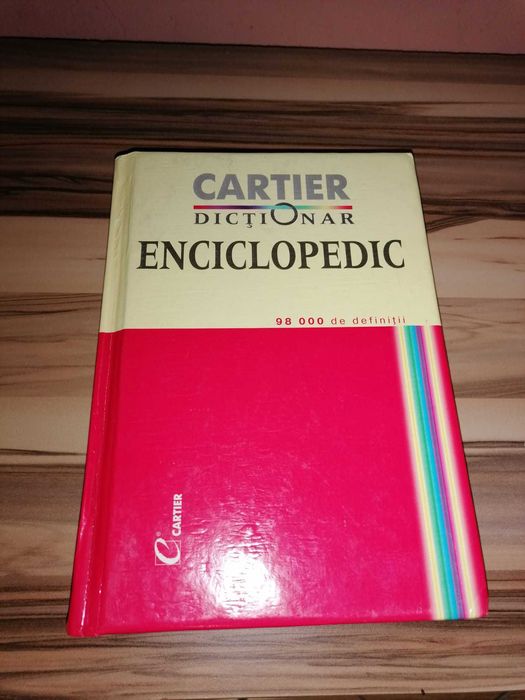 CARTIER
DICŢIONAR
ENCICLOPEDIC
98 000 de definiţii
CARTIER